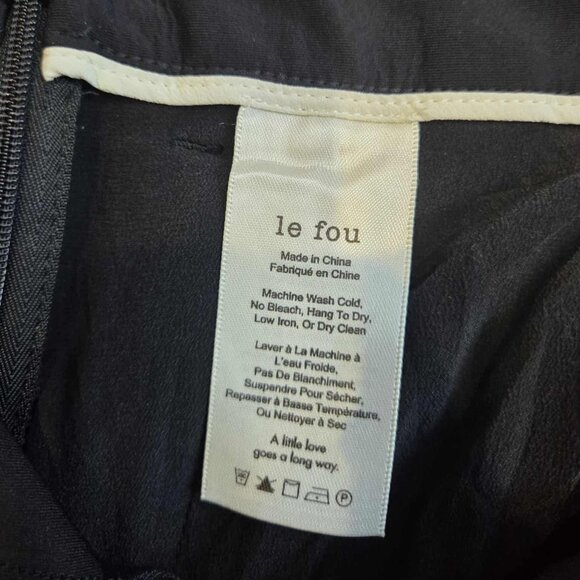 le fou
Made in China
Fabriqué en Chine
Machine Wash Cold,
No Bleach, Hang To Dry,
Low Iron, Or Dry Clean
Laver à La Machine à
L'eau Froide,
Pas De Blanchiment,
Suspendre Pour Sécher,
Repasser à Basse Température,
Ou Nettoyer à Sec
A little love
goes a long way.
P